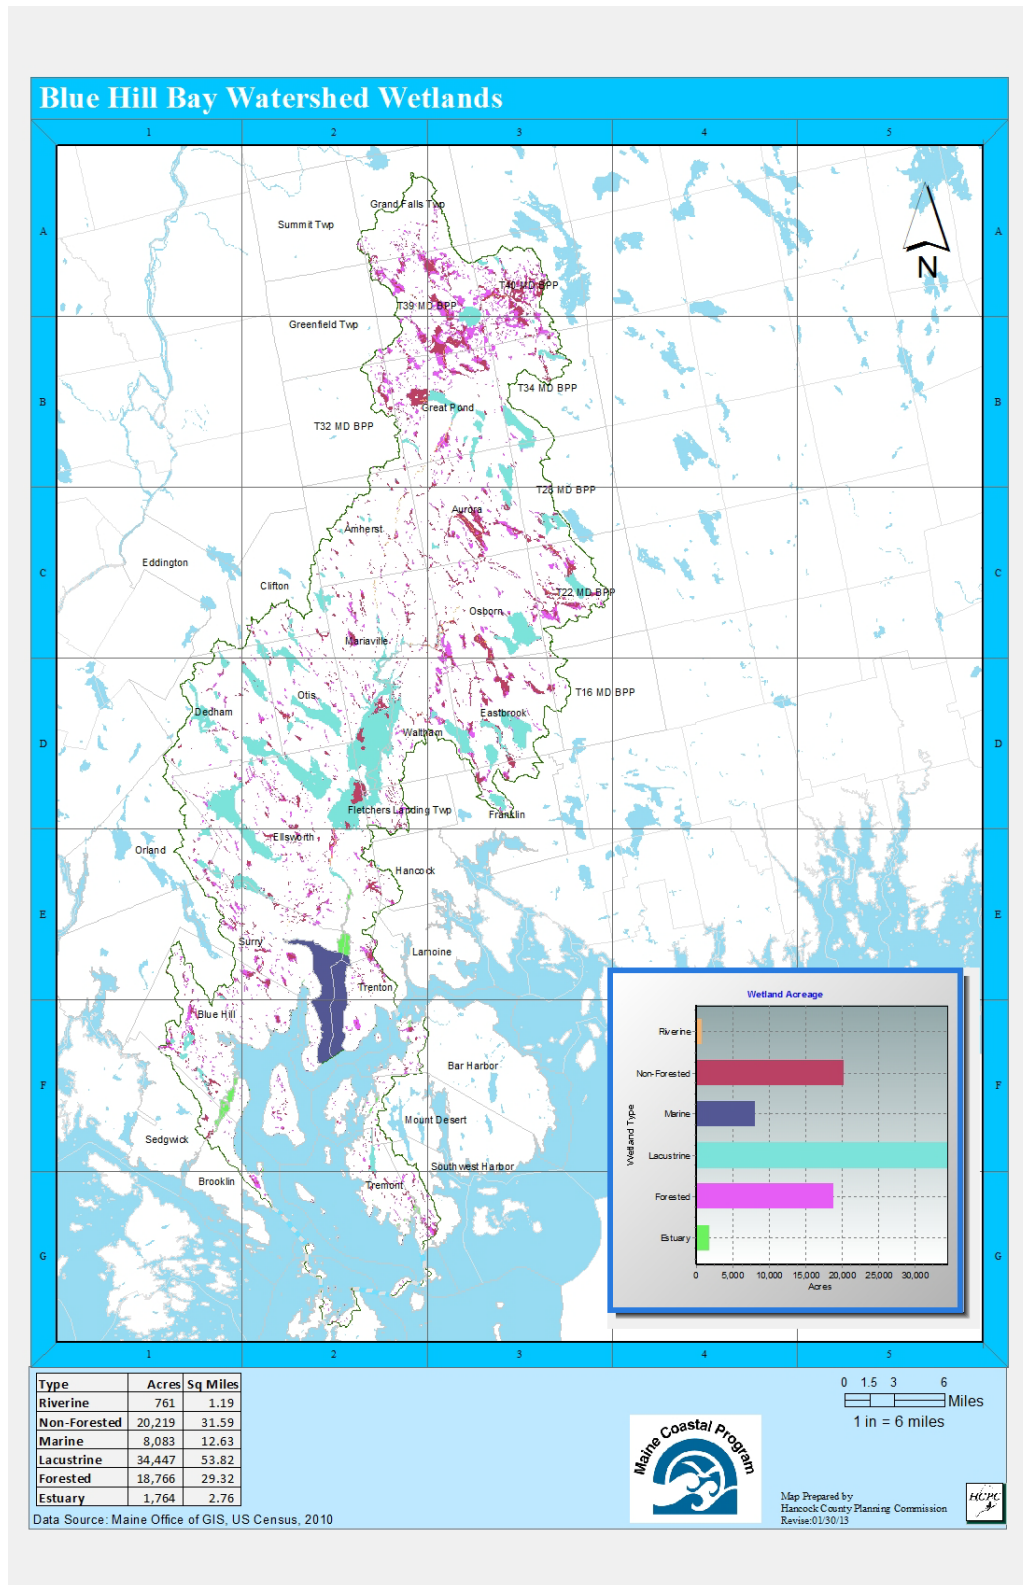 Blue Hill Bay Watershed Wetlands
1 2 3 4 5
A A
Grand Falls Twp
Summit Twp
N
T40 MD BPP
T39 MD BPP
Greenfield Twp
T34 MD BPP
B B
Great Pond
T32 MD BPP
T28 MD BPP
Aurora
Amherst
Eddington
C C
Clifton
T22 MD BPP
Osborn
Mariaville
T16 MD BPP
Otis
Dedham
Eastbrook
Waltham
D D
Fletchers Landing Twp
Franklin
Ellsworth
Orland
Hancock
E E
Surry
Lamoine
Trenton
Blue Hill
Bar Harbor
F F
Mount Desert
Sedgwick
Southwest Harbor
Brooklin
Tremont
G G
Wetland Acreage
Wetland Type
Riverine
Non-Forested
Marine
Lacustrine
Forested
Estuary
0 5,000 10,000 15,000 20,000 25,000 30,000
Acres
1 2 3 4 5
Type Acres Sq Miles
Riverine 761 1.19
Non-Forested 20,219 31.59
Marine 8,083 12.63
Lacustrine 34,447 53.82
Forested 18,766 29.32
Estuary 1,764 2.76
Data Source: Maine Office of GIS, US Census, 2010
Maine Coastal Program
0 1.5 3 6
Miles
1 in = 6 miles
Map Prepared by
Hancock County Planning Commission
Revise:01/30/13
HCPC